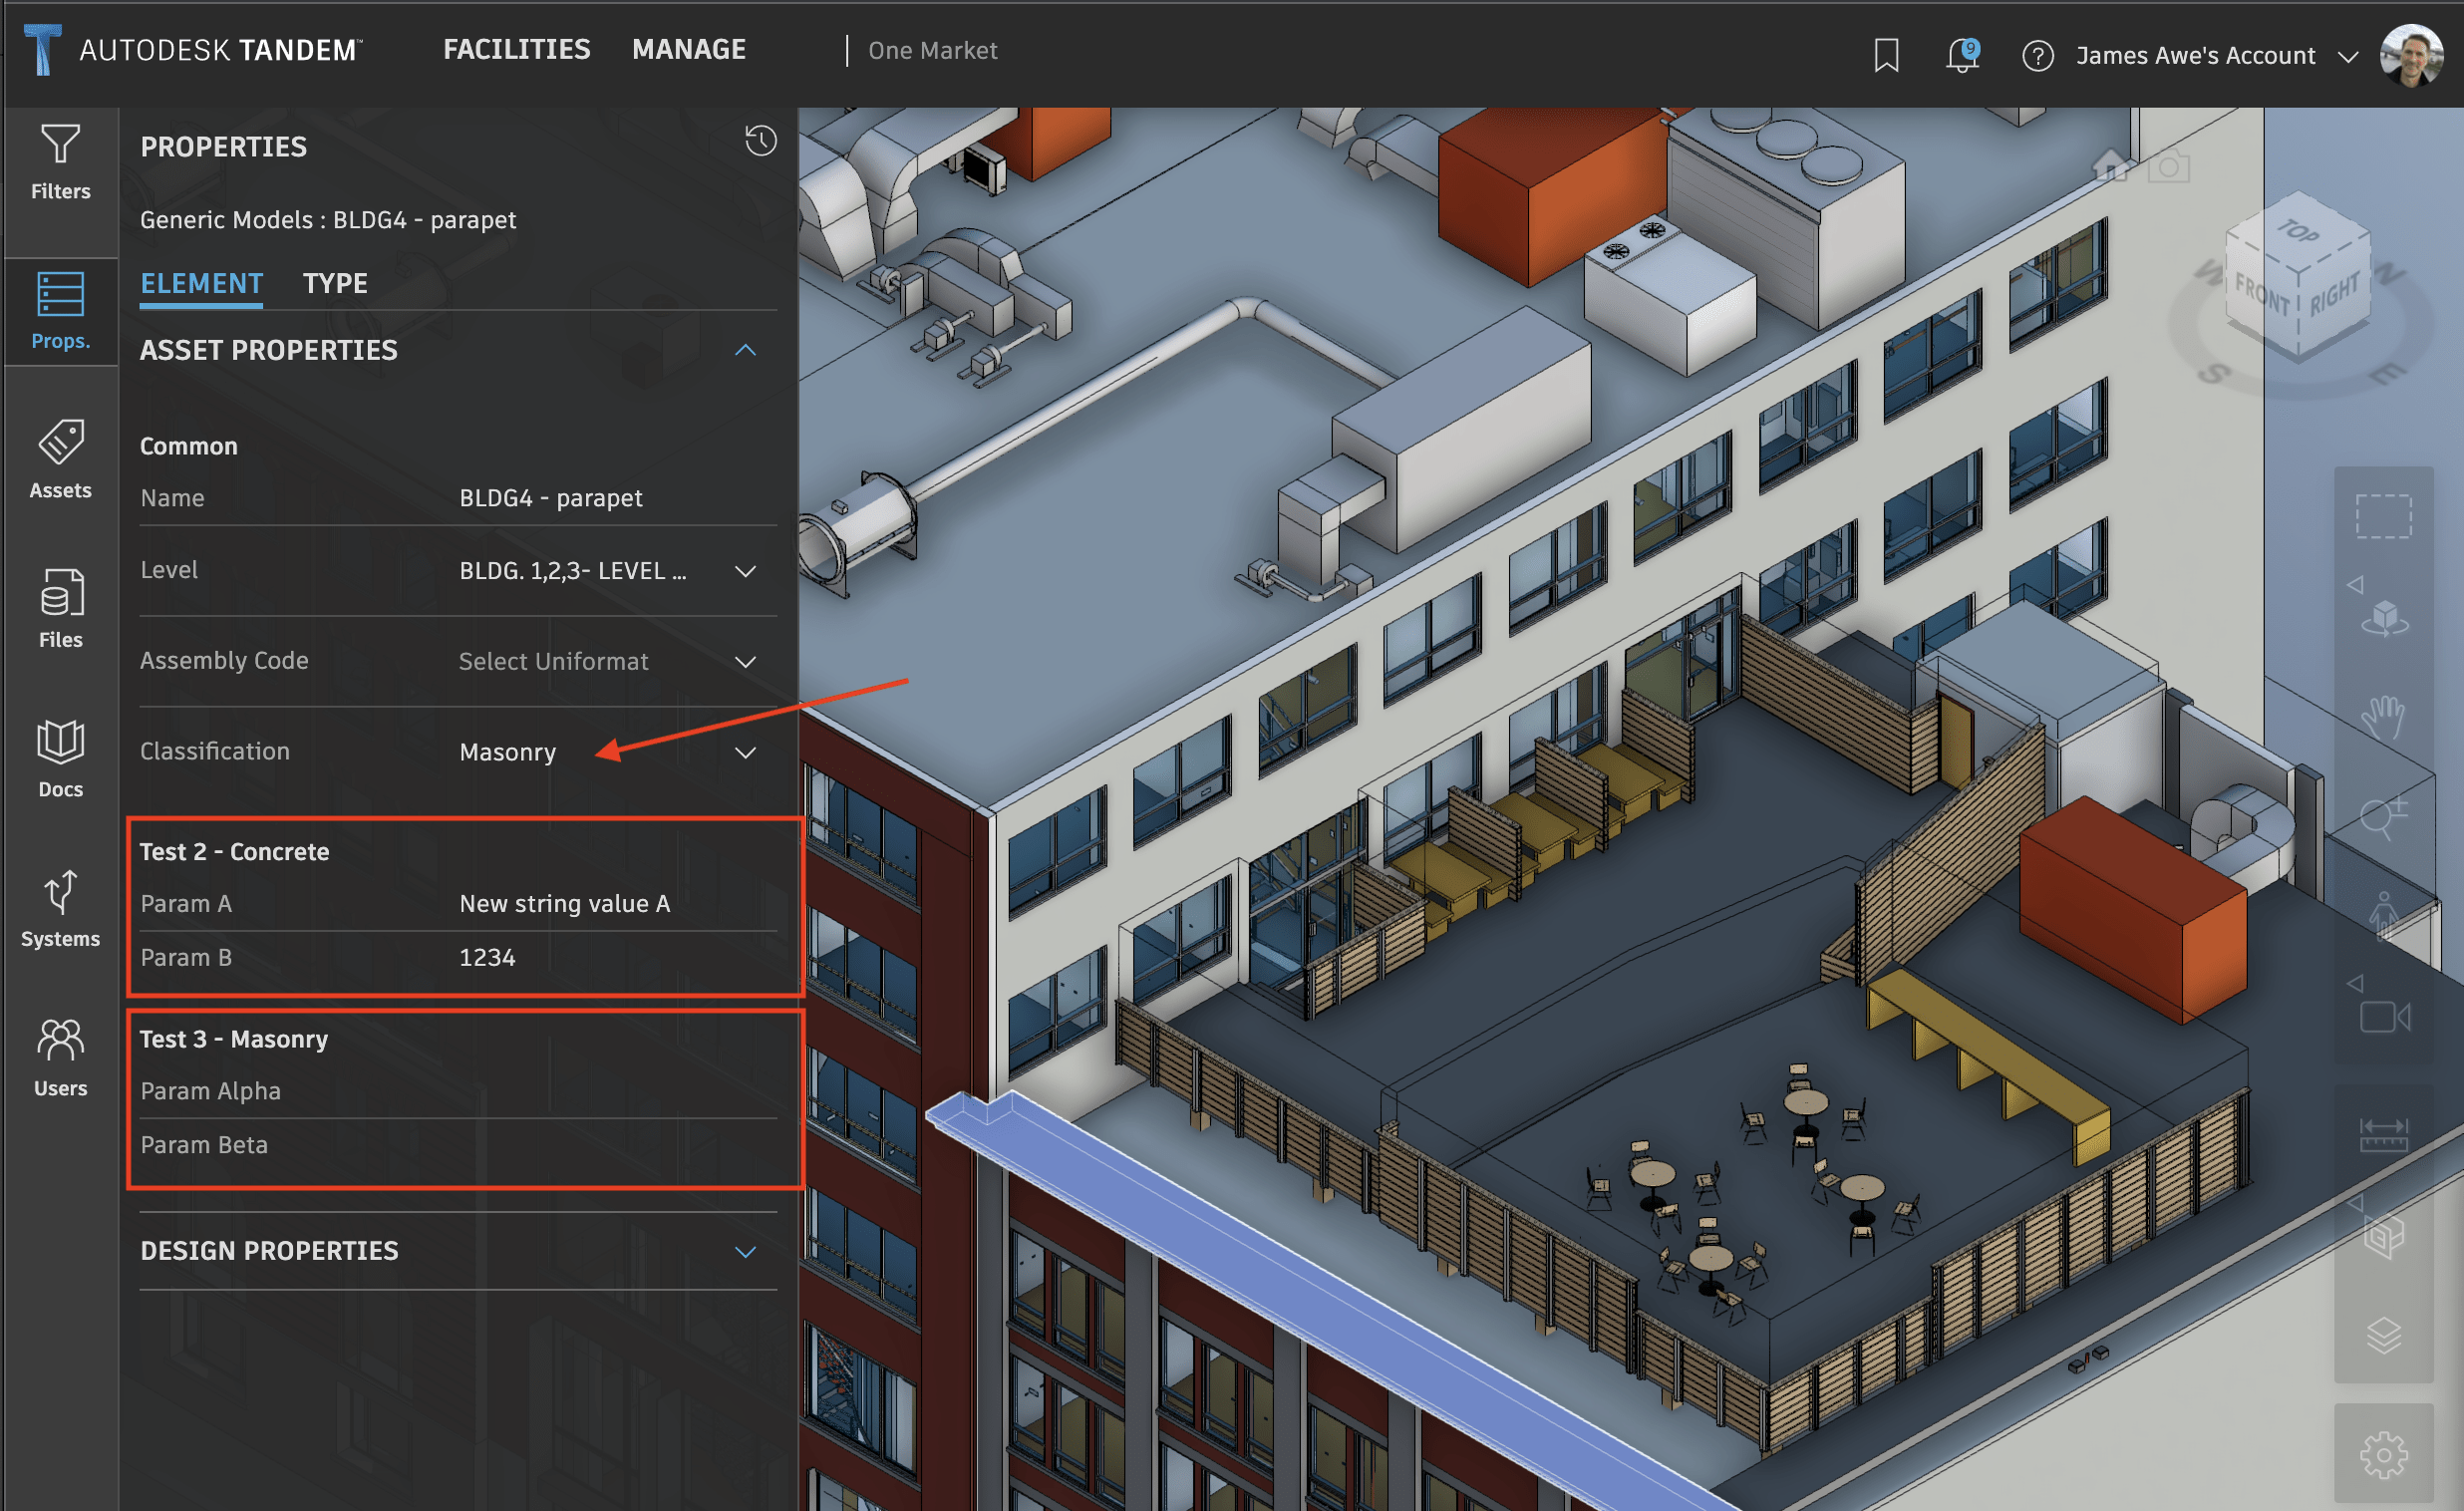 AUTODESK TANDEM™
FACILITIES
MANAGE
One Market
9
?
James Awe's Account
Filters
Props.
Assets
Files
Docs
Systems
Users
PROPERTIES
Generic Models : BLDG4 - parapet
ELEMENT
TYPE
ASSET PROPERTIES
Common
Name BLDG4 - parapet
Level BLDG. 1,2,3- LEVEL ...
Assembly Code Select Uniformat
Classification Masonry
Test 2 - Concrete
Param A New string value A
Param B 1234
Test 3 - Masonry
Param Alpha
Param Beta
DESIGN PROPERTIES
TOP
FRONT
RIGHT
W
N
S
E